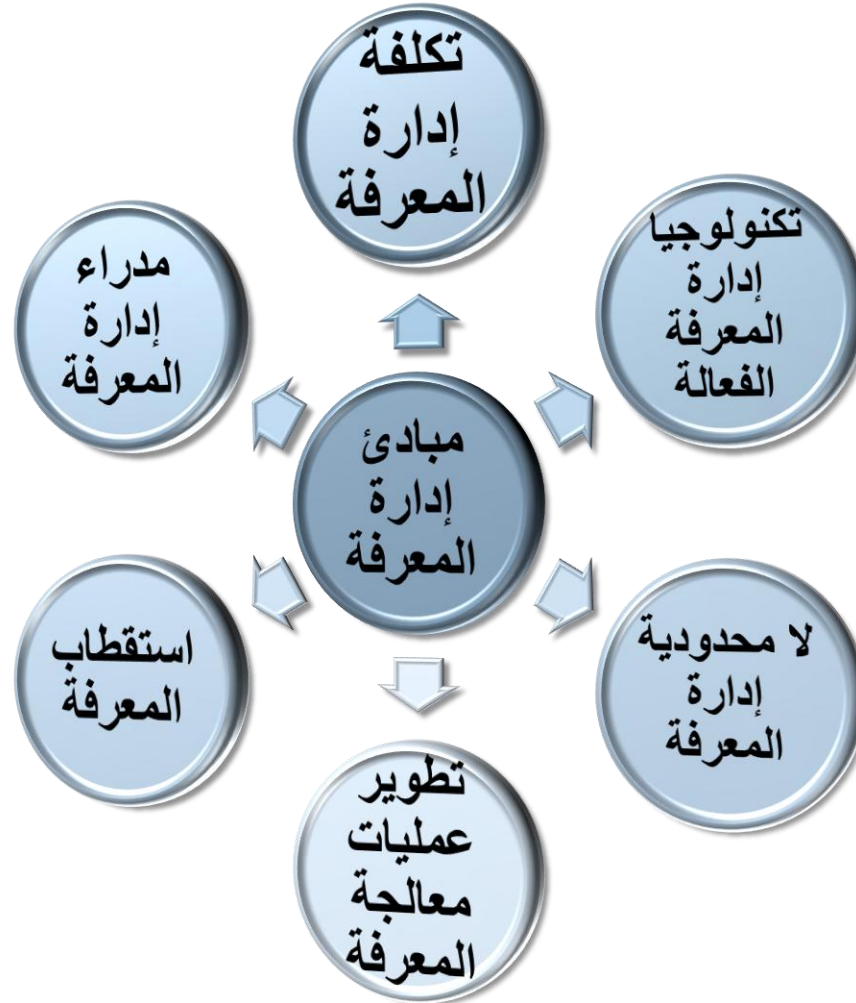 تكلفة
إدارة
المعرفة
تكنولوجيا
إدارة
المعرفة
الفعالة
مدراء
إدارة
المعرفة
مبادئ
إدارة
المعرفة
لا محدودية
إدارة
المعرفة
استقطاب
المعرفة
تطوير
عمليات
معالجة
المعرفة